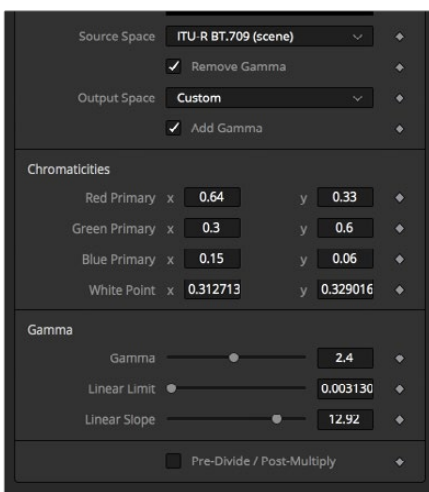 Source Space ITU-R BT.709 (scene)
Remove Gamma
Output Space Custom
Add Gamma
Chromaticities
Red Primary x 0.64 y 0.33
Green Primary x 0.3 y 0.6
Blue Primary x 0.15 y 0.06
White Point x 0.312713 y 0.329016
Gamma
Gamma 2.4
Linear Limit 0.003130
Linear Slope 12.92
Pre-Divide / Post-Multiply